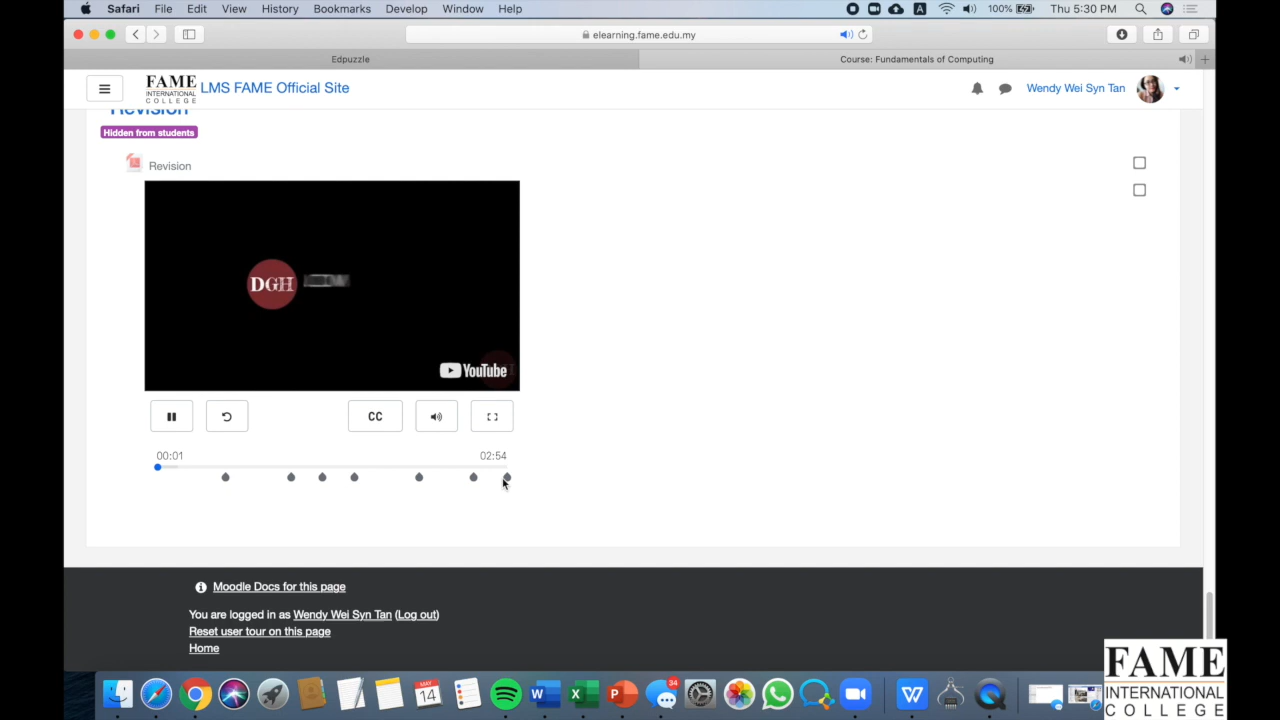 Safari File Edit View History Bookmarks Develop Window Help
A 100% Thu 5:30 PM
elearning.fame.edu.my
Edpuzzle
Course: Fundamentals of Computing
FAME
INTERNATIONAL
COLLEGE
LMS FAME Official Site
Wendy Wei Syn Tan
Revision
Hidden from students
Revision
DGH
YouTube
CC
00:01
02:54
Moodle Docs for this page
You are logged in as Wendy Wei Syn Tan (Log out)
Reset user tour on this page
Home
MAY
14
W
X
P
34
W
FAME
INTERNATIONAL
COLLEGE